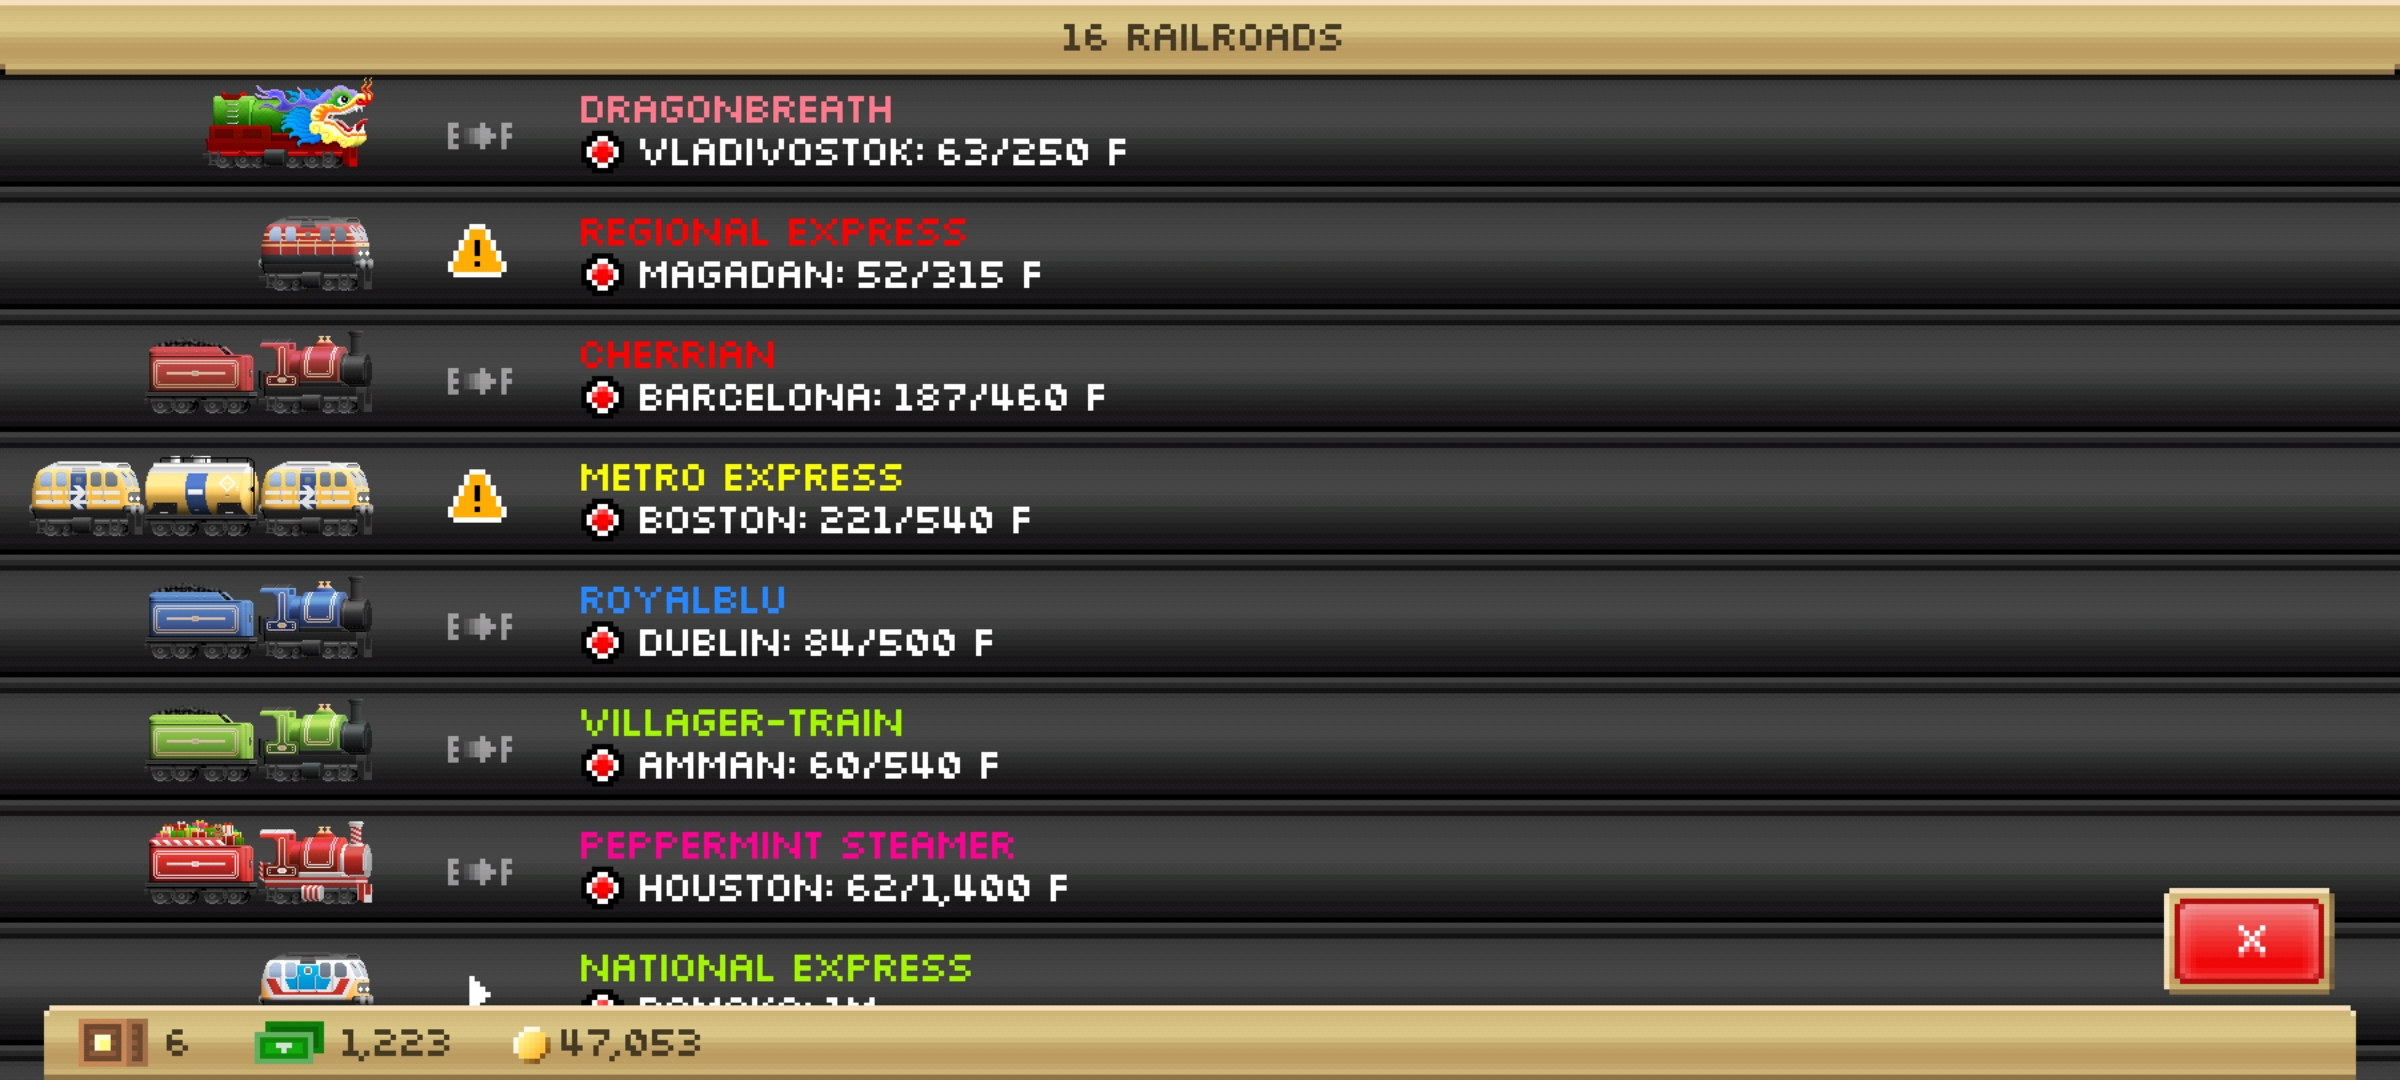 16 RAILROADS
DRAGONBREATH
E F
VLADIVOSTOK: 63/250 F
REGIONAL EXPRESS
!
MAGADAN: 52/315 F
CHERRIAN
E F
BARCELONA: 187/460 F
METRO EXPRESS
!
BOSTON: 221/540 F
ROYALBLU
E F
DUBLIN: 84/500 F
VILLAGER-TRAIN
E F
AMMAN: 60/540 F
PEPPERMINT STEAMER
E F
HOUSTON: 62/1,400 F
X
NATIONAL EXPRESS
6 1,223 47,053